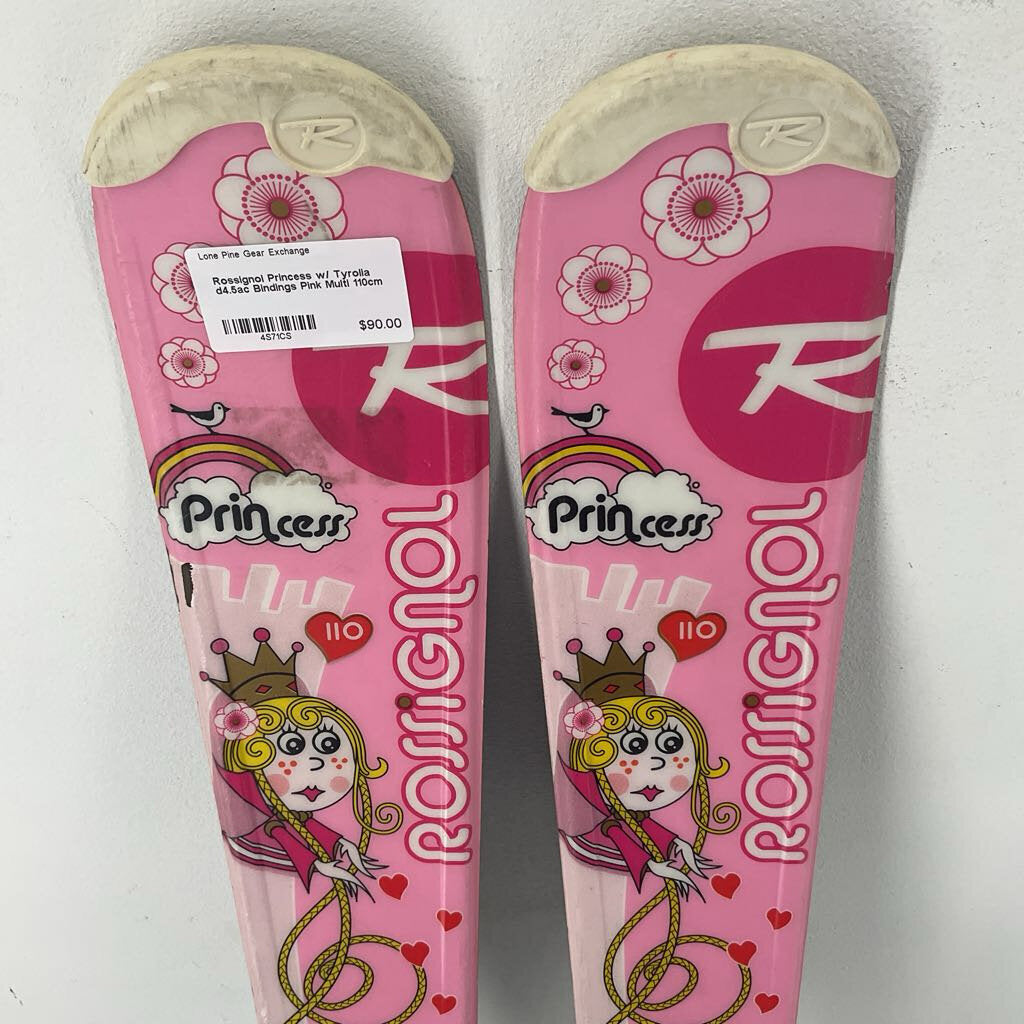 Lone Pine Gear Exchange
Rossignol Princess w/ Tyrolia
d4.5ac Bindings Pink Multi 110cm
$90.00
4S71CS
R
R
R
R
Princess
110
ROSSIGNOL
Princess
110
ROSSIGNOL